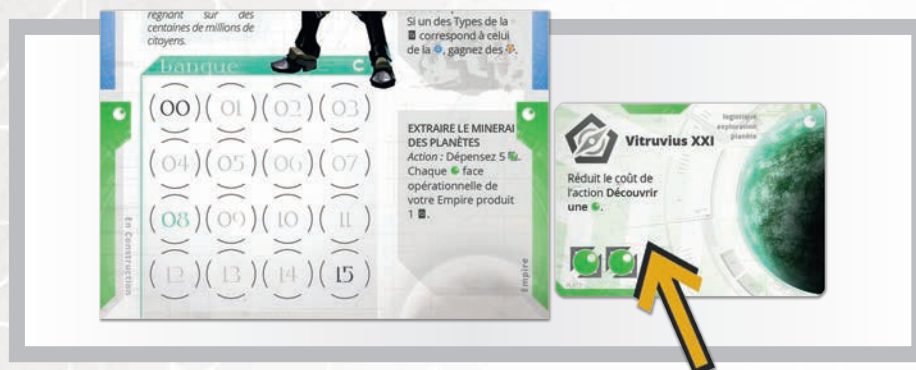 regnant sur des
centaines de millions de
citoyens.
Si un des Types de la
correspond à celui
de la , gagnez des .
banque
C
00 01 02 03
04 05 06 07
08 09 10 11
12 13 14 15
En Construction
EXTRAIRE LE MINERAI
DES PLANÈTES
Action : Dépensez 5 .
Chaque face
opérationnelle de
votre Empire produit
1 .
Empire
Vitruvius XXI
logistique
exploration
planète
Réduit le coût de
l'action Découvrir
une .